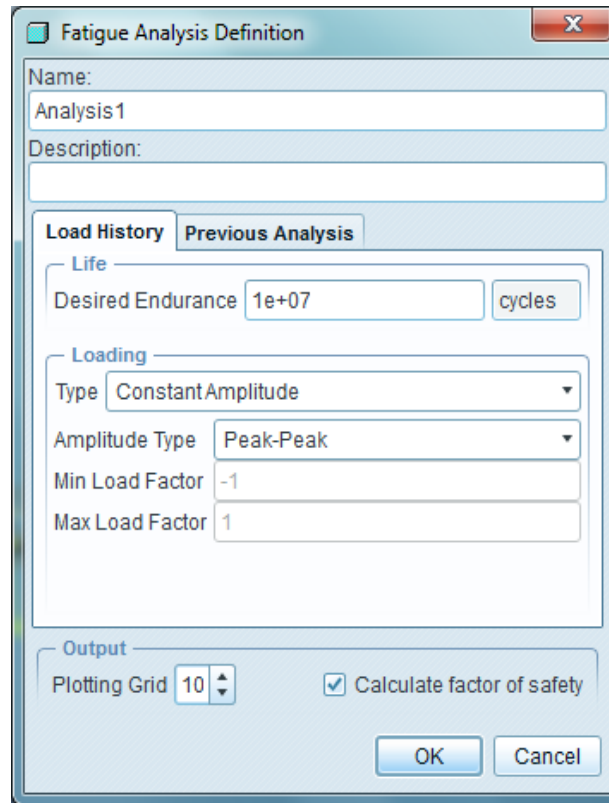 Fatigue Analysis Definition
Name:
Analysis1
Description:
Load History Previous Analysis
Life
Desired Endurance 1e+07 cycles
Loading
Type Constant Amplitude
Amplitude Type Peak-Peak
Min Load Factor -1
Max Load Factor 1
Output
Plotting Grid 10 Calculate factor of safety
OK Cancel